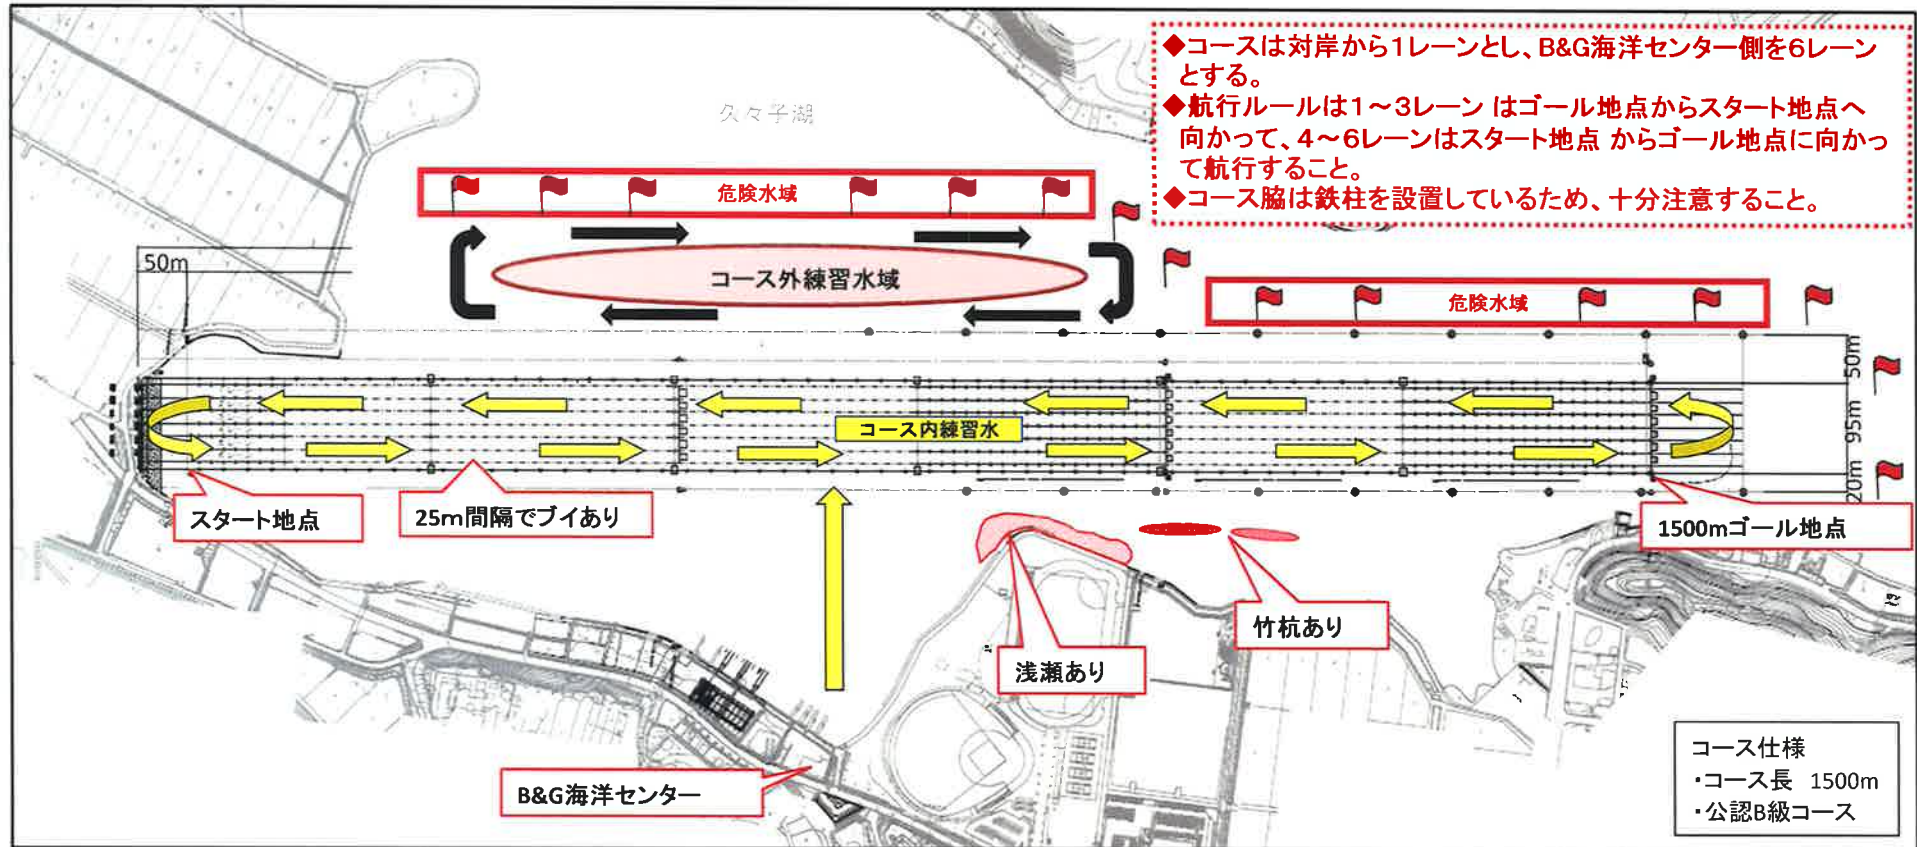 ◆コースは対岸から1レーンとし、B&G海洋センター側を6レーン
とする。
◆航行ルールは1～3レーン はゴール地点からスタート地点へ
向かって、4～6レーンはスタート地点 からゴール地点に向かっ
て航行すること。
◆コース脇は鉄柱を設置しているため、十分注意すること。
久々子湖
危険水域
50m
コース外練習水域
危険水域
50m
95m
20m
コース内練習水
スタート地点
25m間隔でブイあり
1500mゴール地点
竹杭あり
浅瀬あり
B&G海洋センター
コース仕様
・コース長 1500m
・公認B級コース